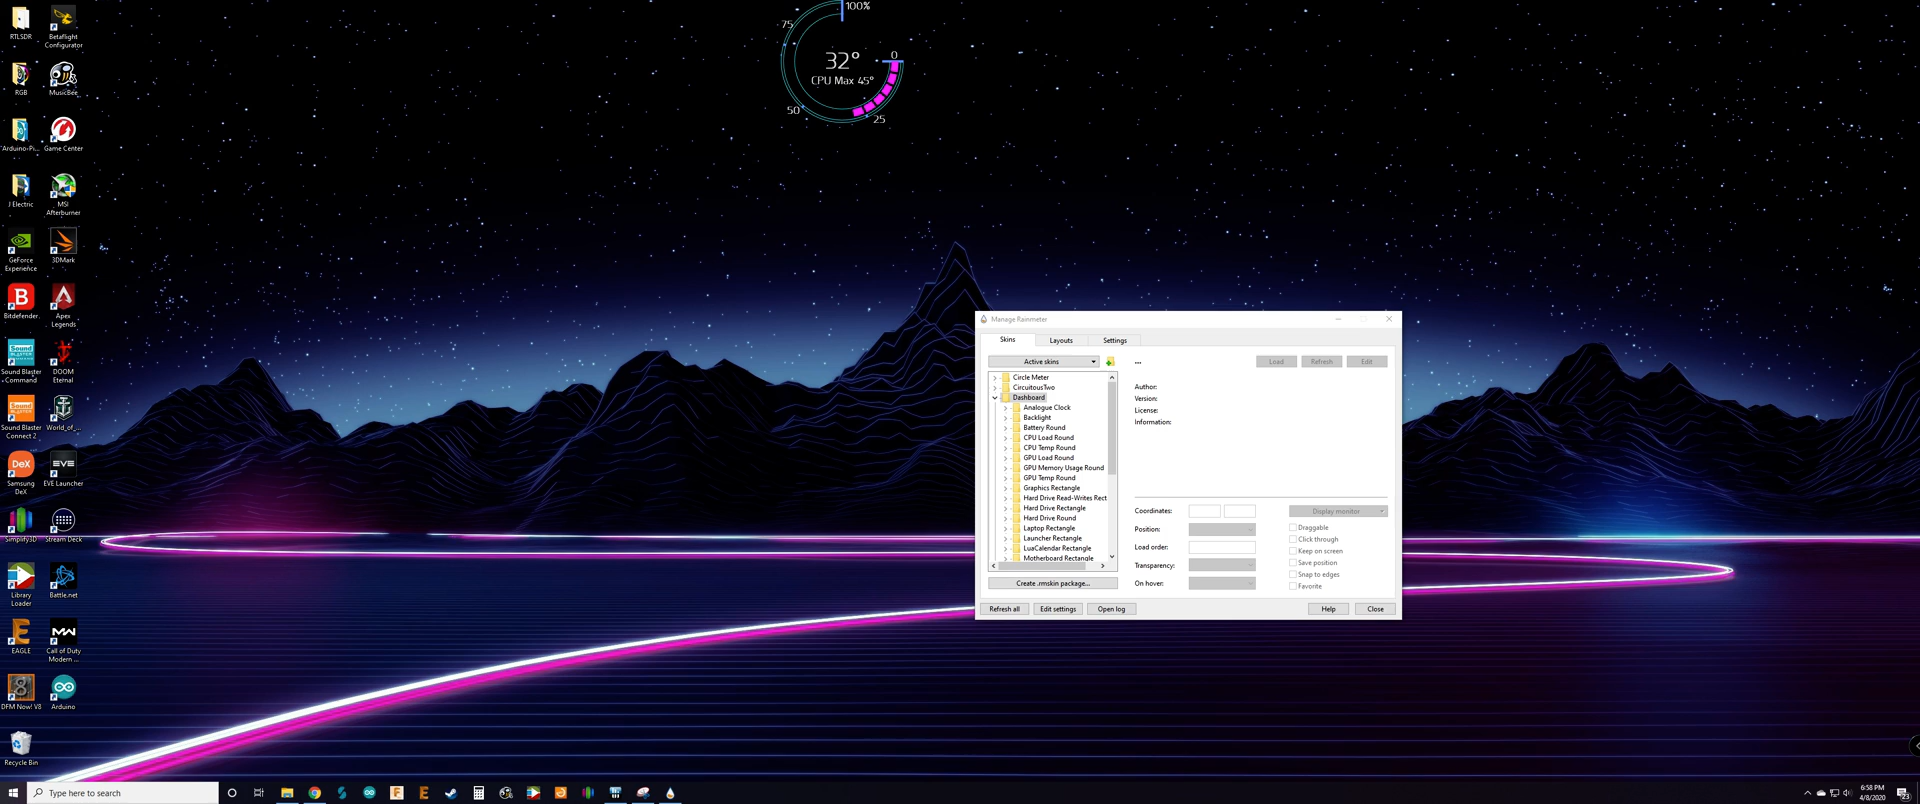 RTLSDR
Betaflight
Configurator
RGB
MusicBee
Arduino-Pi...
Game Center
J Electric
MSI
Afterburner
GeForce
Experience
3DMark
Bitdefender
Apex
Legends
Sound Blaster
Command
DOOM
Eternal
Sound Blaster
Connect 2
World_of_...
DeX
EVE
Samsung
DeX
EVE Launcher
Simplify3D
Stream Deck
Library
Loader
Battle.net
MW
EAGLE
Call of Duty
Modern ...
DFM Now! V8
Arduino
Recycle Bin
100%
75
0
32°
CPU Max 45°
50
25
Manage Rainmeter
Skins
Layouts
Settings
Active skins
...
Load
Refresh
Edit
Circle Meter
CircuitousTwo
Dashboard
Analogue Clock
Backlight
Battery Round
CPU Load Round
CPU Temp Round
GPU Load Round
GPU Memory Usage Round
GPU Temp Round
Graphics Rectangle
Hard Drive Read-Writes Rect
Hard Drive Rectangle
Hard Drive Round
Laptop Rectangle
Launcher Rectangle
LuaCalendar Rectangle
Motherboard Rectangle
Create .rmskin package...
Author:
Version:
License:
Information:
Coordinates:
Display monitor
Position:
Draggable
Click through
Load order:
Keep on screen
Save position
Transparency:
Snap to edges
On hover:
Favorite
Refresh all
Edit settings
Open log
Help
Close
Type here to search
6:58 PM
4/8/2020
23